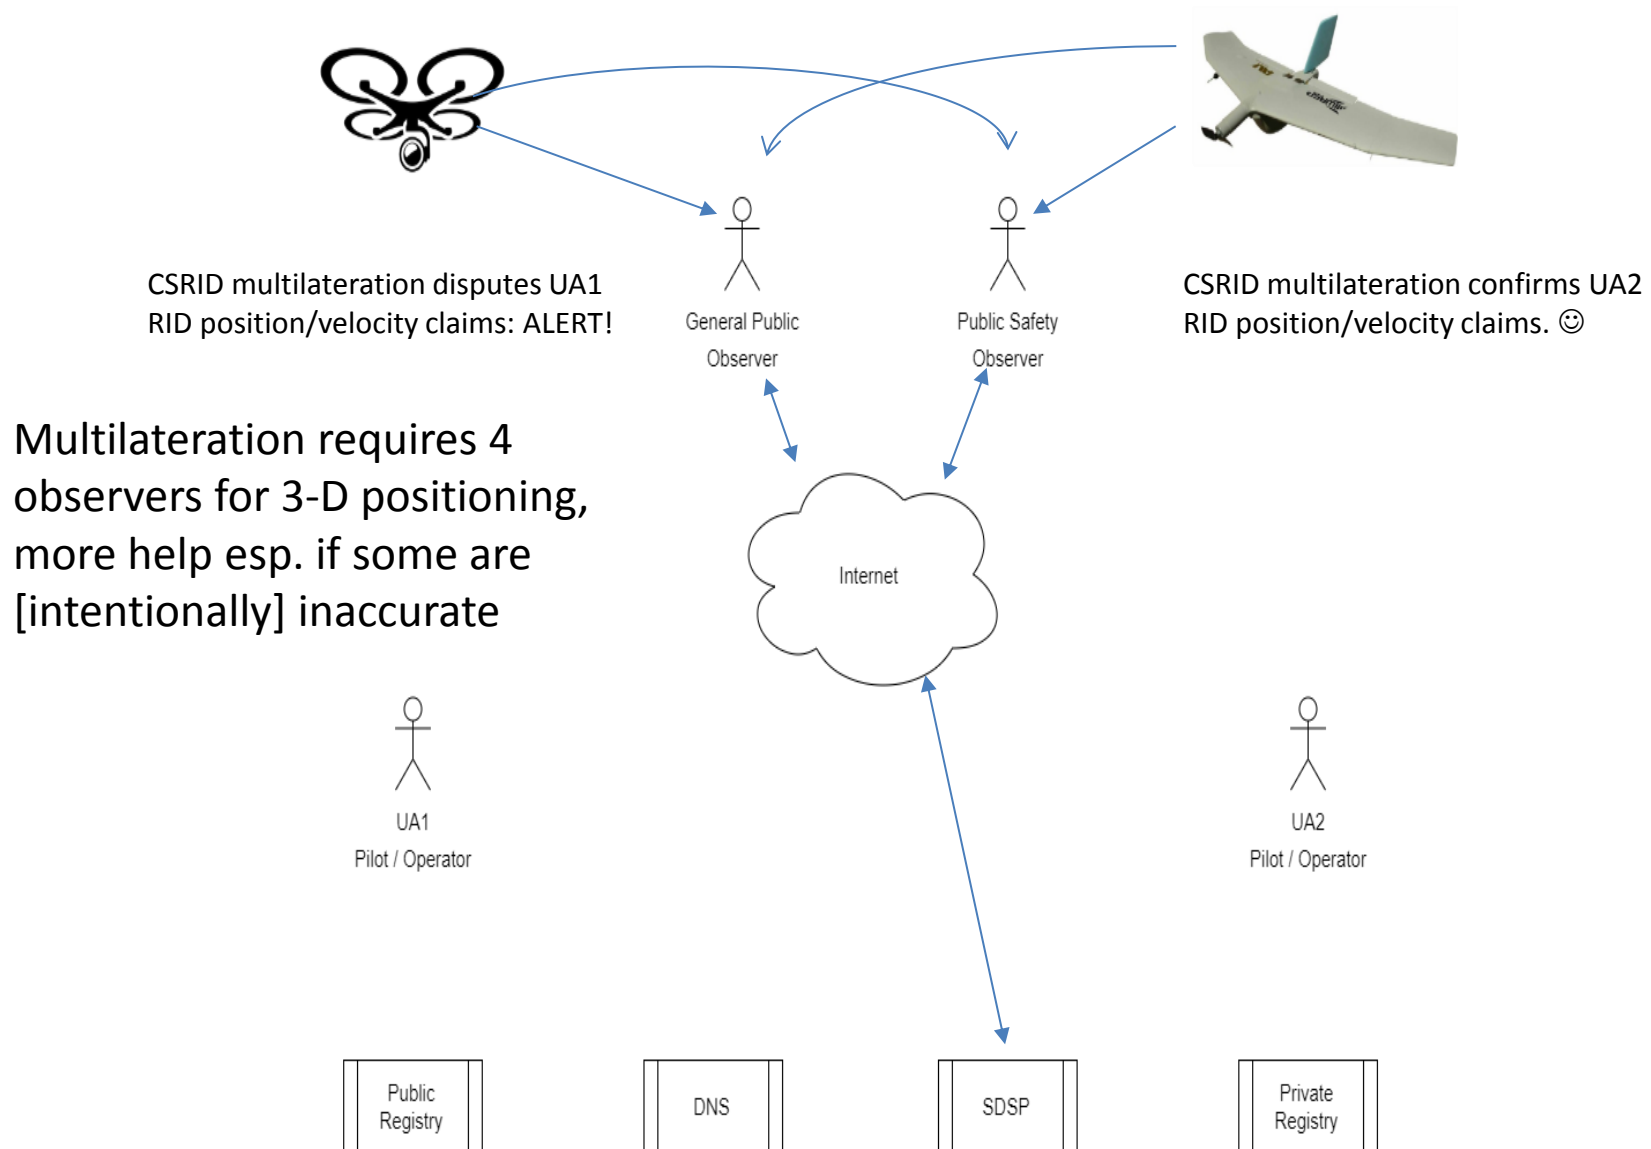 CSRID multilateration disputes UA1
RID position/velocity claims: ALERT!
General Public
Observer
Public Safety
Observer
CSRID multilateration confirms UA2
RID position/velocity claims. ☺
Multilateration requires 4
observers for 3-D positioning,
more help esp. if some are
[intentionally] inaccurate
Internet
UA1
Pilot / Operator
UA2
Pilot / Operator
Public
Registry
DNS
SDSP
Private
Registry